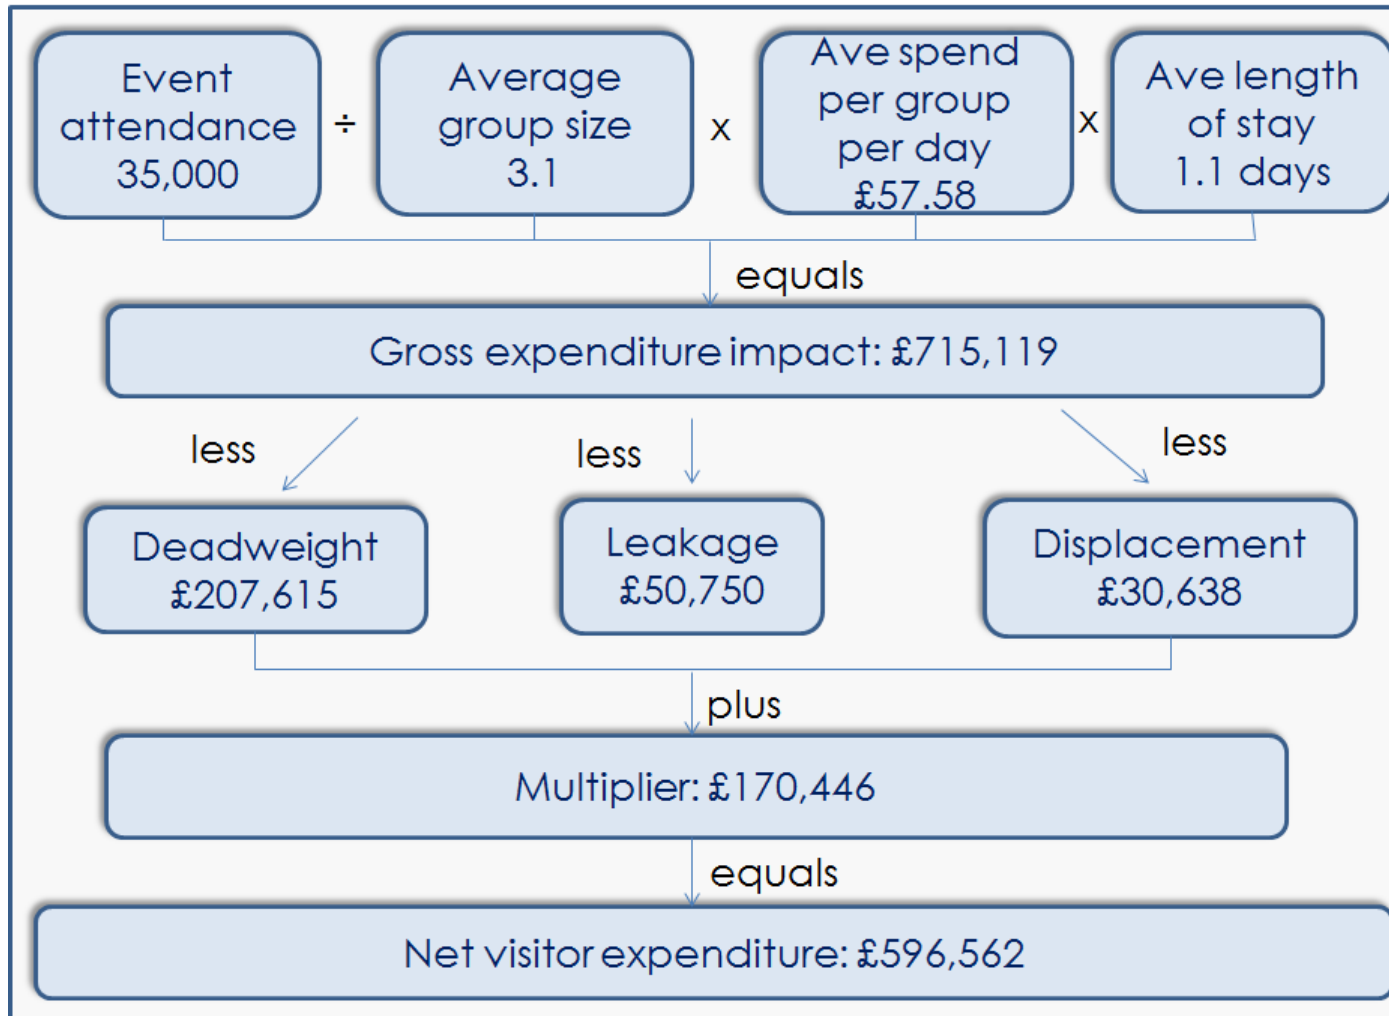 Event
attendance
35,000
÷
Average
group size
3.1
x
Ave spend
per group
per day
£57.58
x
Ave length
of stay
1.1 days
equals
Gross expenditure impact: £715,119
less
less
less
Deadweight
£207,615
Leakage
£50,750
Displacement
£30,638
plus
Multiplier: £170,446
equals
Net visitor expenditure: £596,562